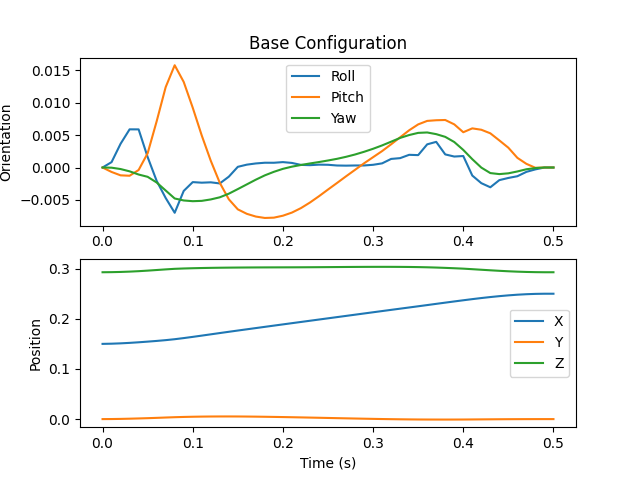 Base Configuration
Orientation
0.015
0.010
0.005
0.000
−0.005
Roll
Pitch
Yaw
0.0 0.1 0.2 0.3 0.4 0.5
Position
0.3
0.2
0.1
0.0
X
Y
Z
0.0 0.1 0.2 0.3 0.4 0.5
Time (s)